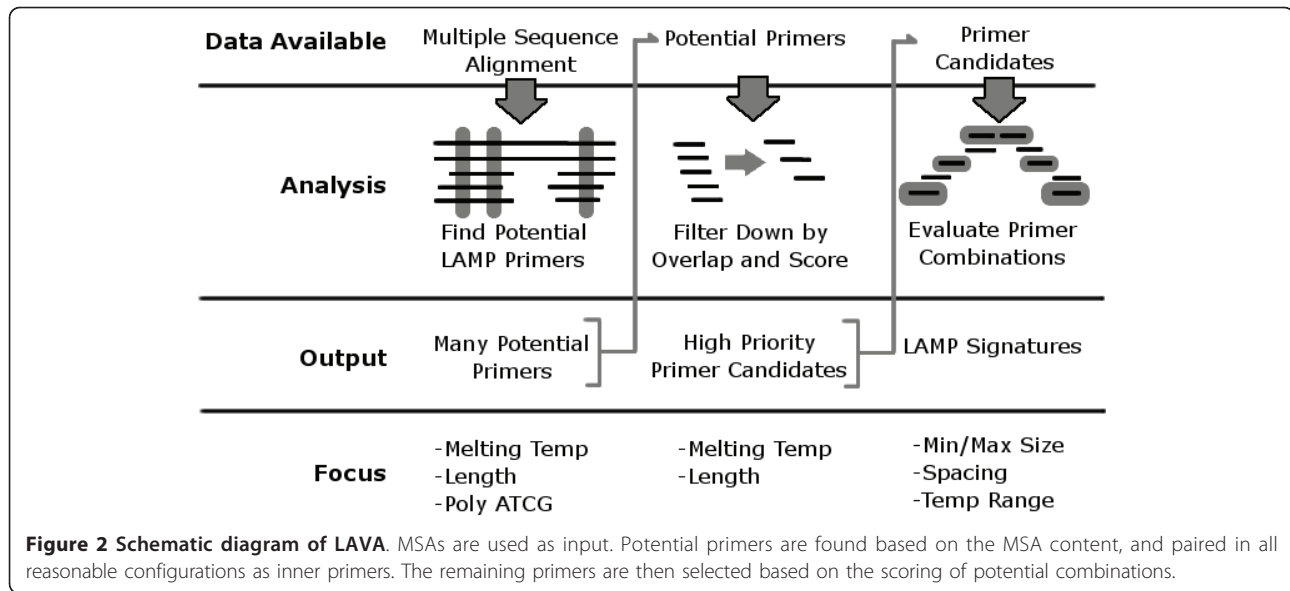 Data Available
Multiple Sequence
Alignment
Potential Primers
Primer
Candidates
Analysis
Find Potential
LAMP Primers
Filter Down by
Overlap and Score
Evaluate Primer
Combinations
Output
Many Potential
Primers
High Priority
Primer Candidates
LAMP Signatures
Focus
-Melting Temp
-Length
-Poly ATCG
-Melting Temp
-Length
-Min/Max Size
-Spacing
-Temp Range
Figure 2 Schematic diagram of LAVA. MSAs are used as input. Potential primers are found based on the MSA content, and paired in all
reasonable configurations as inner primers. The remaining primers are then selected based on the scoring of potential combinations.